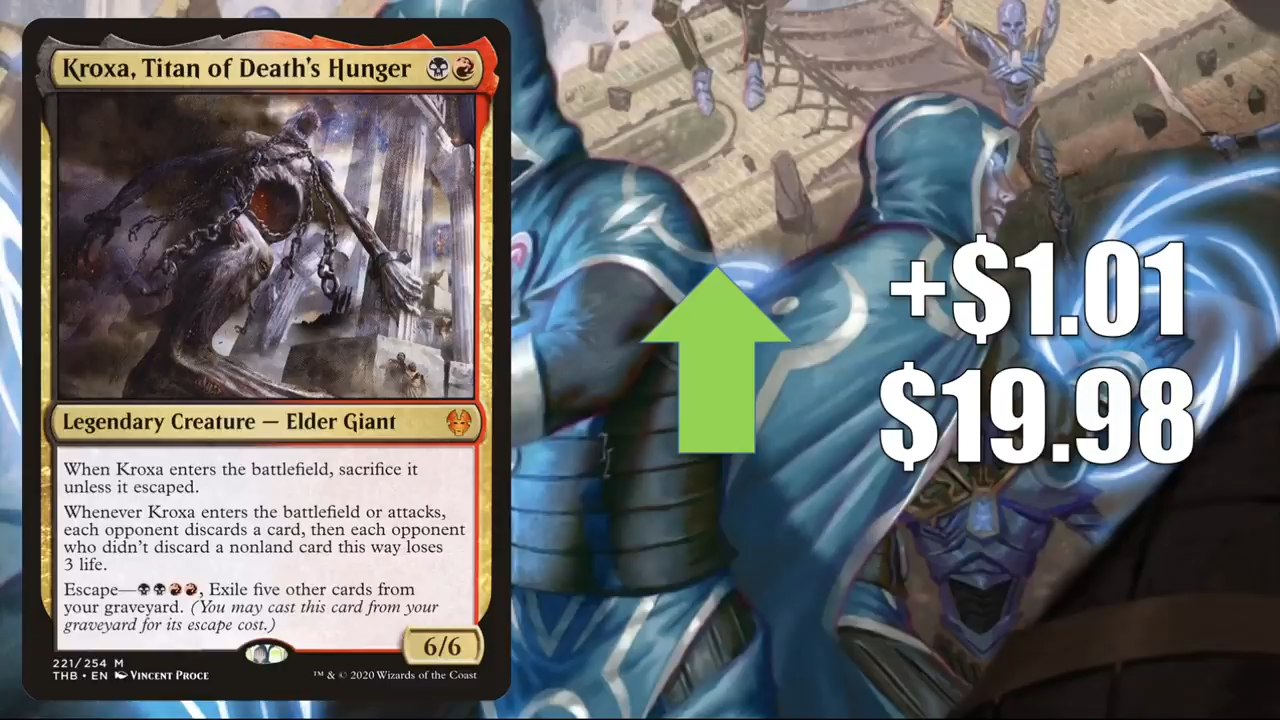 Kroxa, Titan of Death's Hunger
Legendary Creature — Elder Giant
When Kroxa enters the battlefield, sacrifice it
unless it escaped.
Whenever Kroxa enters the battlefield or attacks,
each opponent discards a card, then each opponent
who didn't discard a nonland card this way loses
3 life.
Escape—, Exile five other cards from
your graveyard. (You may cast this card from your
graveyard for its escape cost.)
6/6
221/254 M
THB • EN Vincent Proce
™ & © 2020 Wizards of the Coast
+$1.01
$19.98